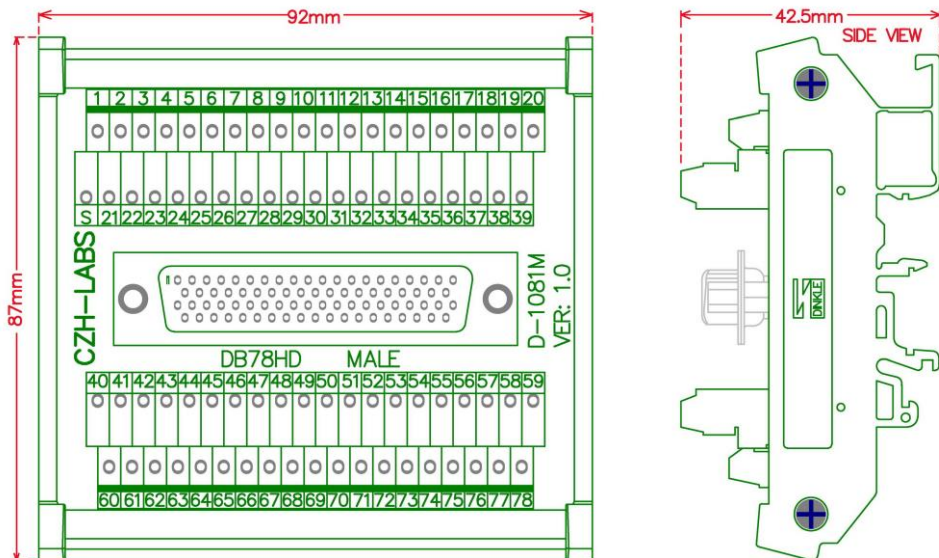 92mm
42.5mm
SIDE VIEW
1 2 3 4 5 6 7 8 9 10 11 12 13 14 15 16 17 18 19 20
S 21 22 23 24 25 26 27 28 29 30 31 32 33 34 35 36 37 38 39
87mm
CZH-LABS
D-1081M
VER: 1.0
1
DB78HD MALE
DINKLE
40 41 42 43 44 45 46 47 48 49 50 51 52 53 54 55 56 57 58 59
60 61 62 63 64 65 66 67 68 69 70 71 72 73 74 75 76 77 78